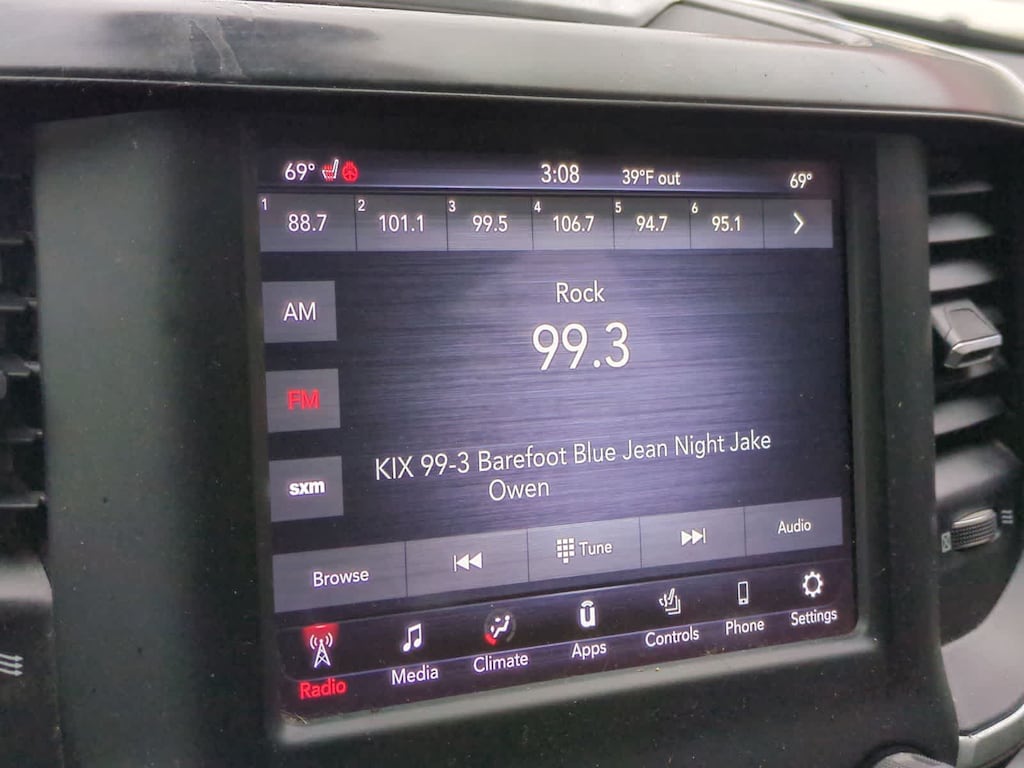 69° 3:08 39°F out 69°
1 88.7 2 101.1 3 99.5 4 106.7 5 94.7 6 95.1
Rock
AM
99.3
FM
KIX 99-3 Barefoot Blue Jean Night Jake
Owen
sxm
Browse Tune Audio
Radio Media Climate Apps Controls Phone Settings